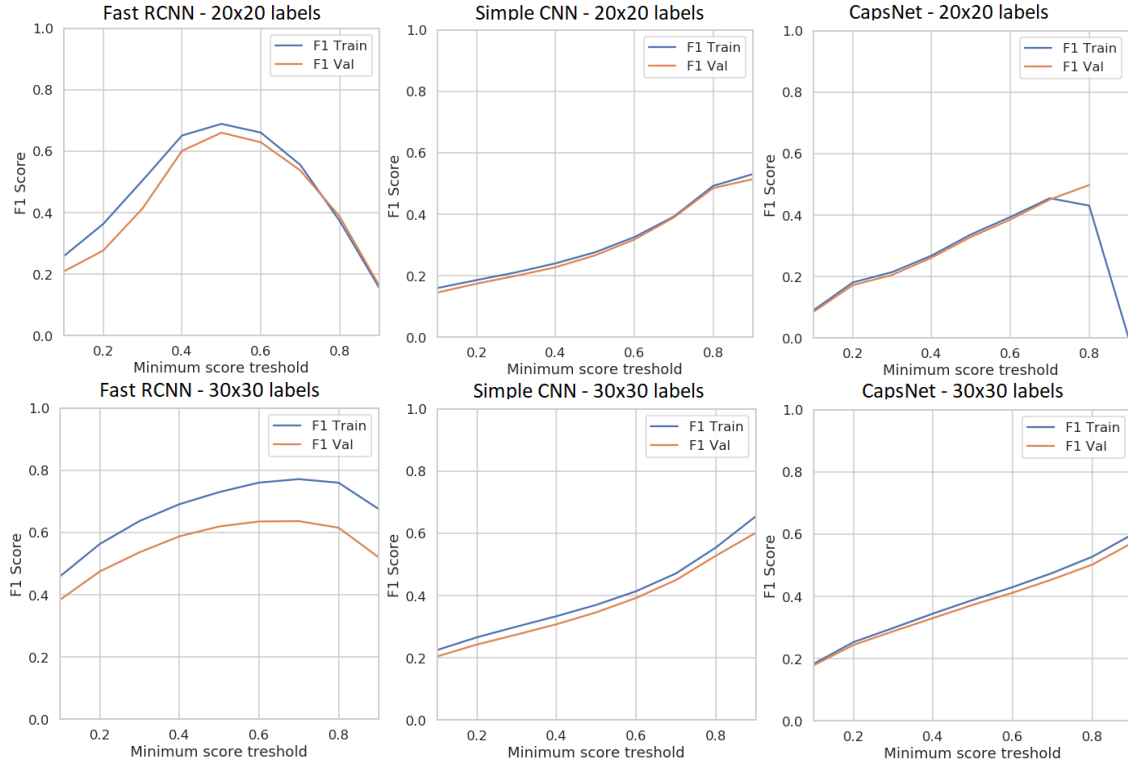 Fast RCNN - 20x20 labels
1.0
0.8
0.6
0.4
0.2
0.0
F1 Score
F1 Train
F1 Val
0.2 0.4 0.6 0.8
Minimum score treshold
Simple CNN - 20x20 labels
1.0
0.8
0.6
0.4
0.2
0.0
F1 Score
F1 Train
F1 Val
0.2 0.4 0.6 0.8
Minimum score treshold
CapsNet - 20x20 labels
1.0
0.8
0.6
0.4
0.2
0.0
F1 Score
F1 Train
F1 Val
0.2 0.4 0.6 0.8
Minimum score treshold
Fast RCNN - 30x30 labels
1.0
0.8
0.6
0.4
0.2
0.0
F1 Score
F1 Train
F1 Val
0.2 0.4 0.6 0.8
Minimum score treshold
Simple CNN - 30x30 labels
1.0
0.8
0.6
0.4
0.2
0.0
F1 Score
F1 Train
F1 Val
0.2 0.4 0.6 0.8
Minimum score treshold
CapsNet - 30x30 labels
1.0
0.8
0.6
0.4
0.2
0.0
F1 Score
F1 Train
F1 Val
0.2 0.4 0.6 0.8
Minimum score treshold